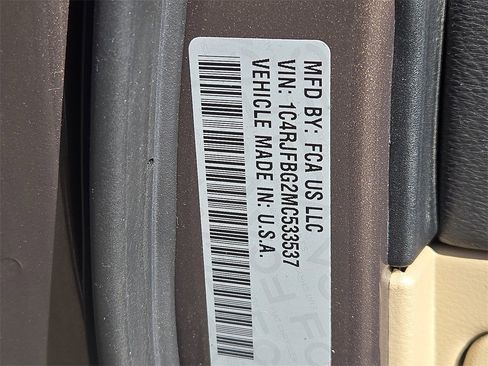 MFD BY: FCA US LLC
VIN: 1C4RJFBG2MC533537
VEHICLE MADE IN: U.S.A.